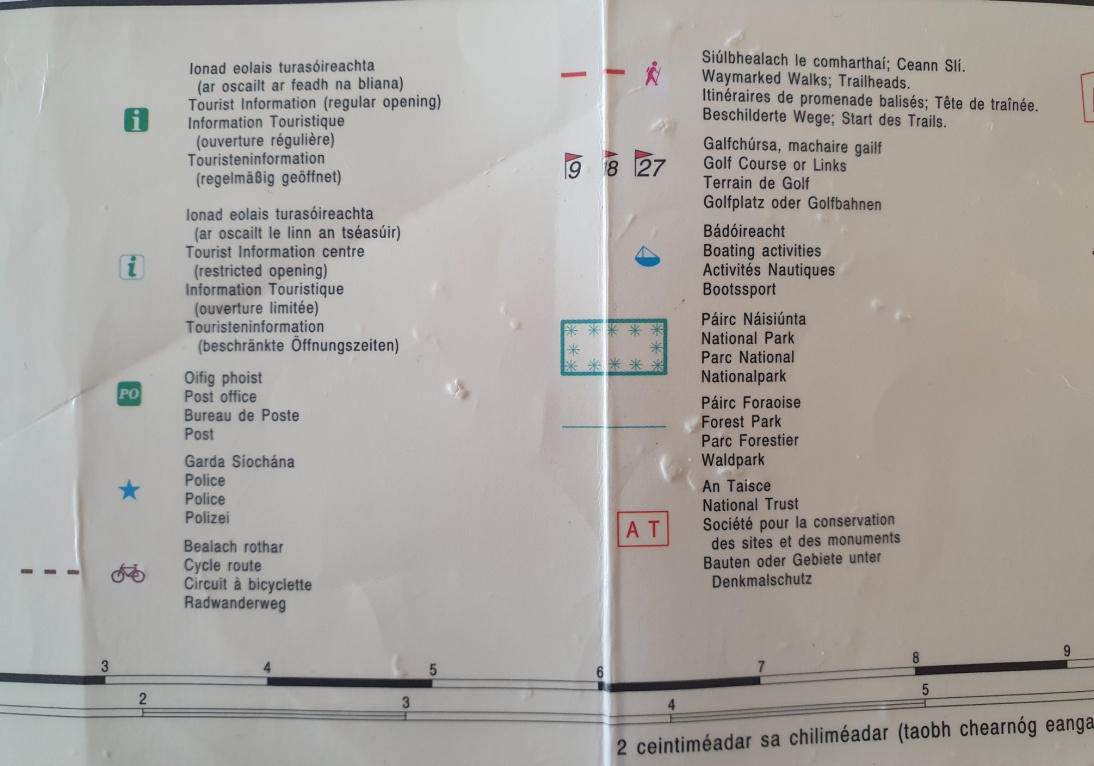 i
Ionad eolais turasóireachta
(ar oscailt ar feadh na bliana)
Tourist Information (regular opening)
Information Touristique
(ouverture régulière)
Touristeninformation
(regelmäßig geöffnet)
i
Ionad eolais turasóireachta
(ar oscailt le linn an tséasúir)
Tourist Information centre
(restricted opening)
Information Touristique
(ouverture limitée)
Touristeninformation
(beschränkte Öffnungszeiten)
PO
Oifig phoist
Post office
Bureau de Poste
Post
Garda Síochána
Police
Police
Polizei
Bealach rothar
Cycle route
Circuit à bicyclette
Radwanderweg
Siúlbhealach le comharthaí; Ceann Slí.
Waymarked Walks; Trailheads.
Itinéraires de promenade balisés; Tête de traînée.
Beschilderte Wege; Start des Trails.
9 18 27
Galfchúrsa, machaire gailf
Golf Course or Links
Terrain de Golf
Golfplatz oder Golfbahnen
Bádóireacht
Boating activities
Activités Nautiques
Bootssport
Páirc Náisiúnta
National Park
Parc National
Nationalpark
Páirc Foraoise
Forest Park
Parc Forestier
Waldpark
A T
An Taisce
National Trust
Société pour la conservation
des sites et des monuments
Bauten oder Gebiete unter
Denkmalschutz
3 4 5 6 7 8 9
2 3 4 5
2 ceintiméadar sa chiliméadar (taobh chearnóg eanga